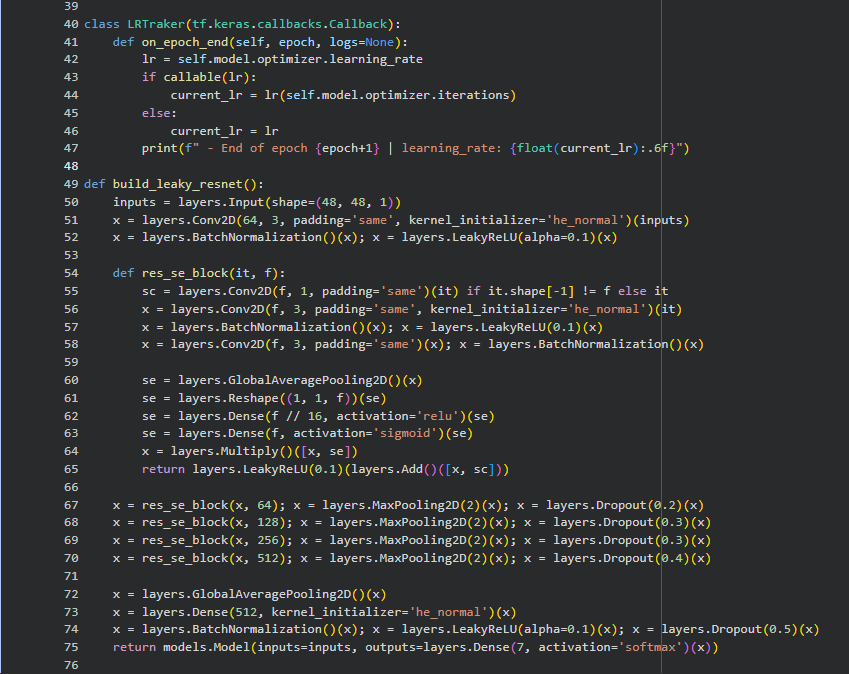 39
40 class LRTraker(tf.keras.callbacks.Callback):
41     def on_epoch_end(self, epoch, logs=None):
42         lr = self.model.optimizer.learning_rate
43         if callable(lr):
44             current_lr = lr(self.model.optimizer.iterations)
45         else:
46             current_lr = lr
47         print(f" - End of epoch {epoch+1} | learning_rate: {float(current_lr):.6f}")
48
49 def build_leaky_resnet():
50     inputs = layers.Input(shape=(48, 48, 1))
51     x = layers.Conv2D(64, 3, padding='same', kernel_initializer='he_normal')(inputs)
52     x = layers.BatchNormalization()(x); x = layers.LeakyReLU(alpha=0.1)(x)
53
54     def res_se_block(it, f):
55         sc = layers.Conv2D(f, 1, padding='same')(it) if it.shape[-1] != f else it
56         x = layers.Conv2D(f, 3, padding='same', kernel_initializer='he_normal')(it)
57         x = layers.BatchNormalization()(x); x = layers.LeakyReLU(0.1)(x)
58         x = layers.Conv2D(f, 3, padding='same')(x); x = layers.BatchNormalization()(x)
59
60         se = layers.GlobalAveragePooling2D()(x)
61         se = layers.Reshape((1, 1, f))(se)
62         se = layers.Dense(f // 16, activation='relu')(se)
63         se = layers.Dense(f, activation='sigmoid')(se)
64         x = layers.Multiply()([x, se])
65         return layers.LeakyReLU(0.1)(layers.Add()([x, sc]))
66
67     x = res_se_block(x, 64); x = layers.MaxPooling2D(2)(x); x = layers.Dropout(0.2)(x)
68     x = res_se_block(x, 128); x = layers.MaxPooling2D(2)(x); x = layers.Dropout(0.3)(x)
69     x = res_se_block(x, 256); x = layers.MaxPooling2D(2)(x); x = layers.Dropout(0.3)(x)
70     x = res_se_block(x, 512); x = layers.MaxPooling2D(2)(x); x = layers.Dropout(0.4)(x)
71
72     x = layers.GlobalAveragePooling2D()(x)
73     x = layers.Dense(512, kernel_initializer='he_normal')(x)
74     x = layers.BatchNormalization()(x); x = layers.LeakyReLU(alpha=0.1)(x); x = layers.Dropout(0.5)(x)
75     return models.Model(inputs=inputs, outputs=layers.Dense(7, activation='softmax')(x))
76